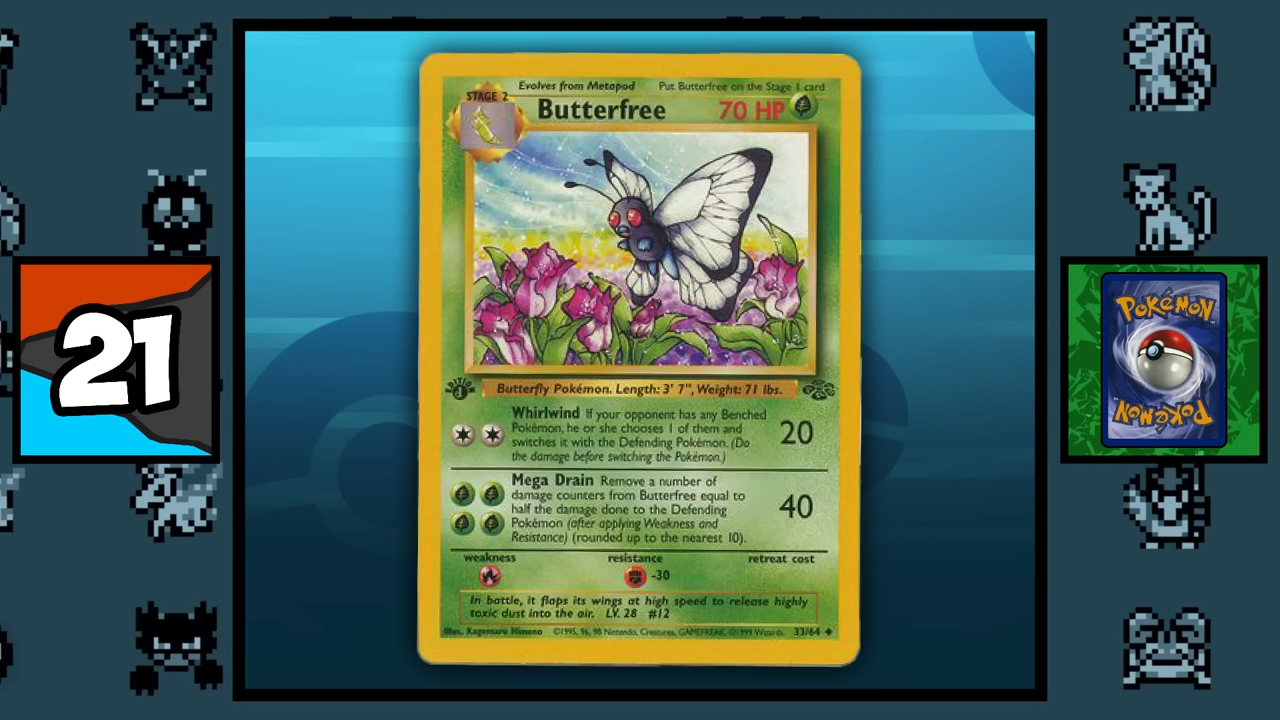 Evolves from Metapod Put Butterfree on the Stage 1 card
STAGE 2
Butterfree 70 HP
21
POKéMON
POKéMON
EDITION
1
Butterfly Pokémon. Length: 3' 7", Weight: 71 lbs.
Whirlwind If your opponent has any Benched
Pokémon, he or she chooses 1 of them and
switches it with the Defending Pokémon. (Do
the damage before switching the Pokémon.)
20
Mega Drain Remove a number of
damage counters from Butterfree equal to
half the damage done to the Defending
Pokémon (after applying Weakness and
Resistance) (rounded up to the nearest 10).
40
weakness resistance retreat cost
-30
In battle, it flaps its wings at high speed to release highly
toxic dust into the air. LV. 28 #12
Illus. Kagemaru Himeno ©1995, 96, 98 Nintendo, Creatures, GAMEFREAK. ©1999 Wizards. 33/64